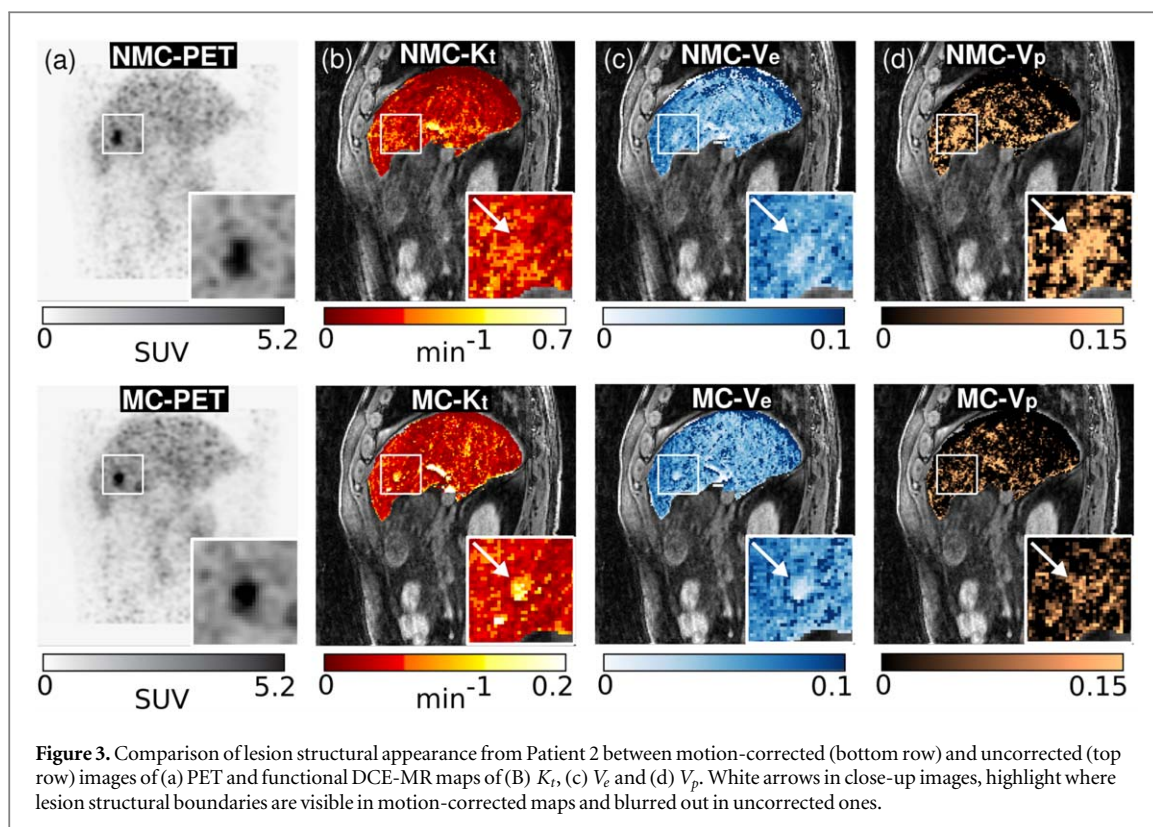 (a) NMC-PET (b) NMC-Kt (c) NMC-Ve (d) NMC-Vp
0 SUV 5.2 0 min-1 0.7 0 0.1 0 0.15
MC-PET MC-Kt MC-Ve MC-Vp
0 SUV 5.2 0 min-1 0.2 0 0.1 0 0.15
Figure 3. Comparison of lesion structural appearance from Patient 2 between motion-corrected (bottom row) and uncorrected (top
row) images of (a) PET and functional DCE-MR maps of (B) Kt, (c) Ve and (d) Vp. White arrows in close-up images, highlight where
lesion structural boundaries are visible in motion-corrected maps and blurred out in uncorrected ones.